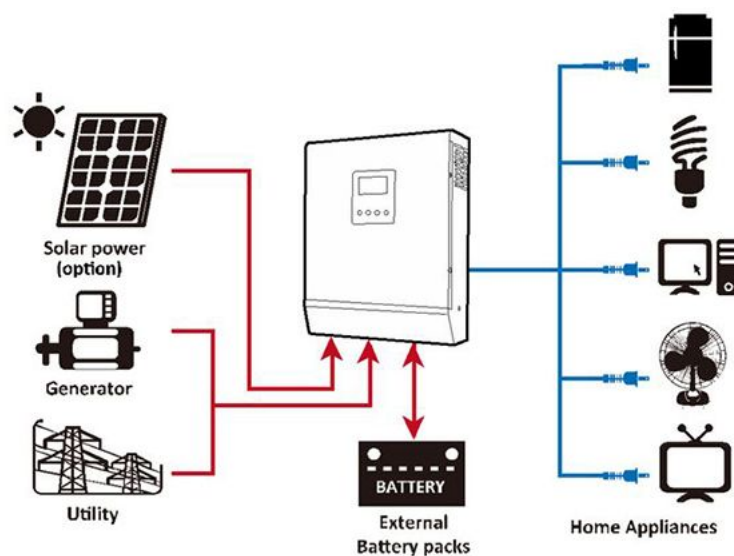 Solar power
(option)
Generator
Utility
BATTERY
External
Battery packs
Home Appliances